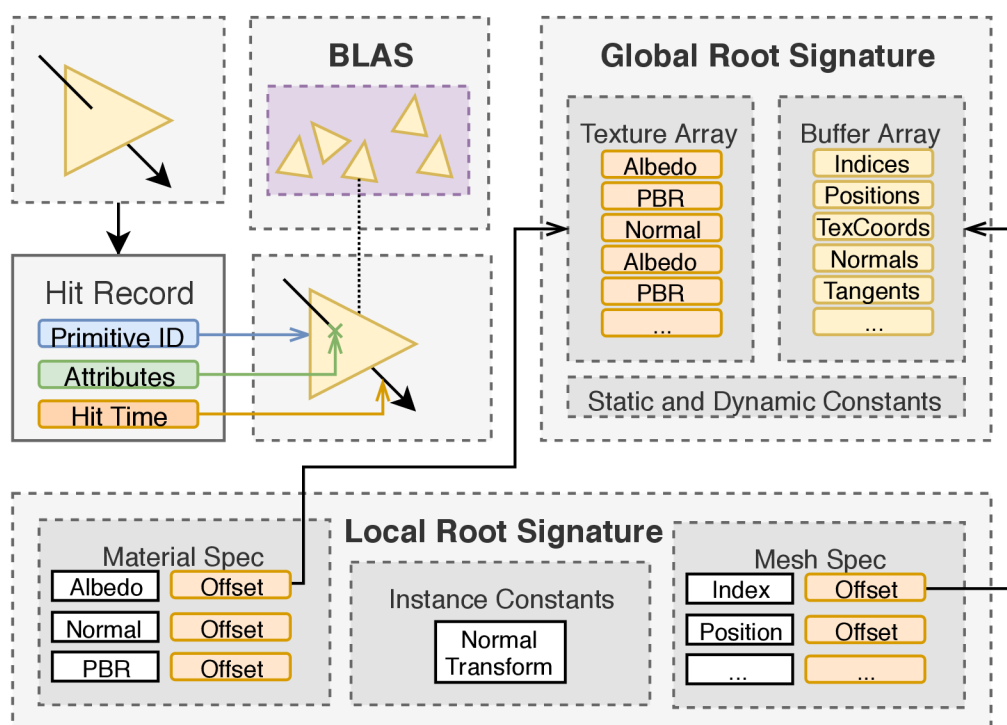 BLAS
Hit Record
Primitive ID
Attributes
Hit Time
Global Root Signature
Texture Array
Albedo
PBR
Normal
Albedo
PBR
...
Buffer Array
Indices
Positions
TexCoords
Normals
Tangents
...
Static and Dynamic Constants
Local Root Signature
Material Spec
Albedo Offset
Normal Offset
PBR Offset
Instance Constants
Normal
Transform
Mesh Spec
Index Offset
Position Offset
... ...